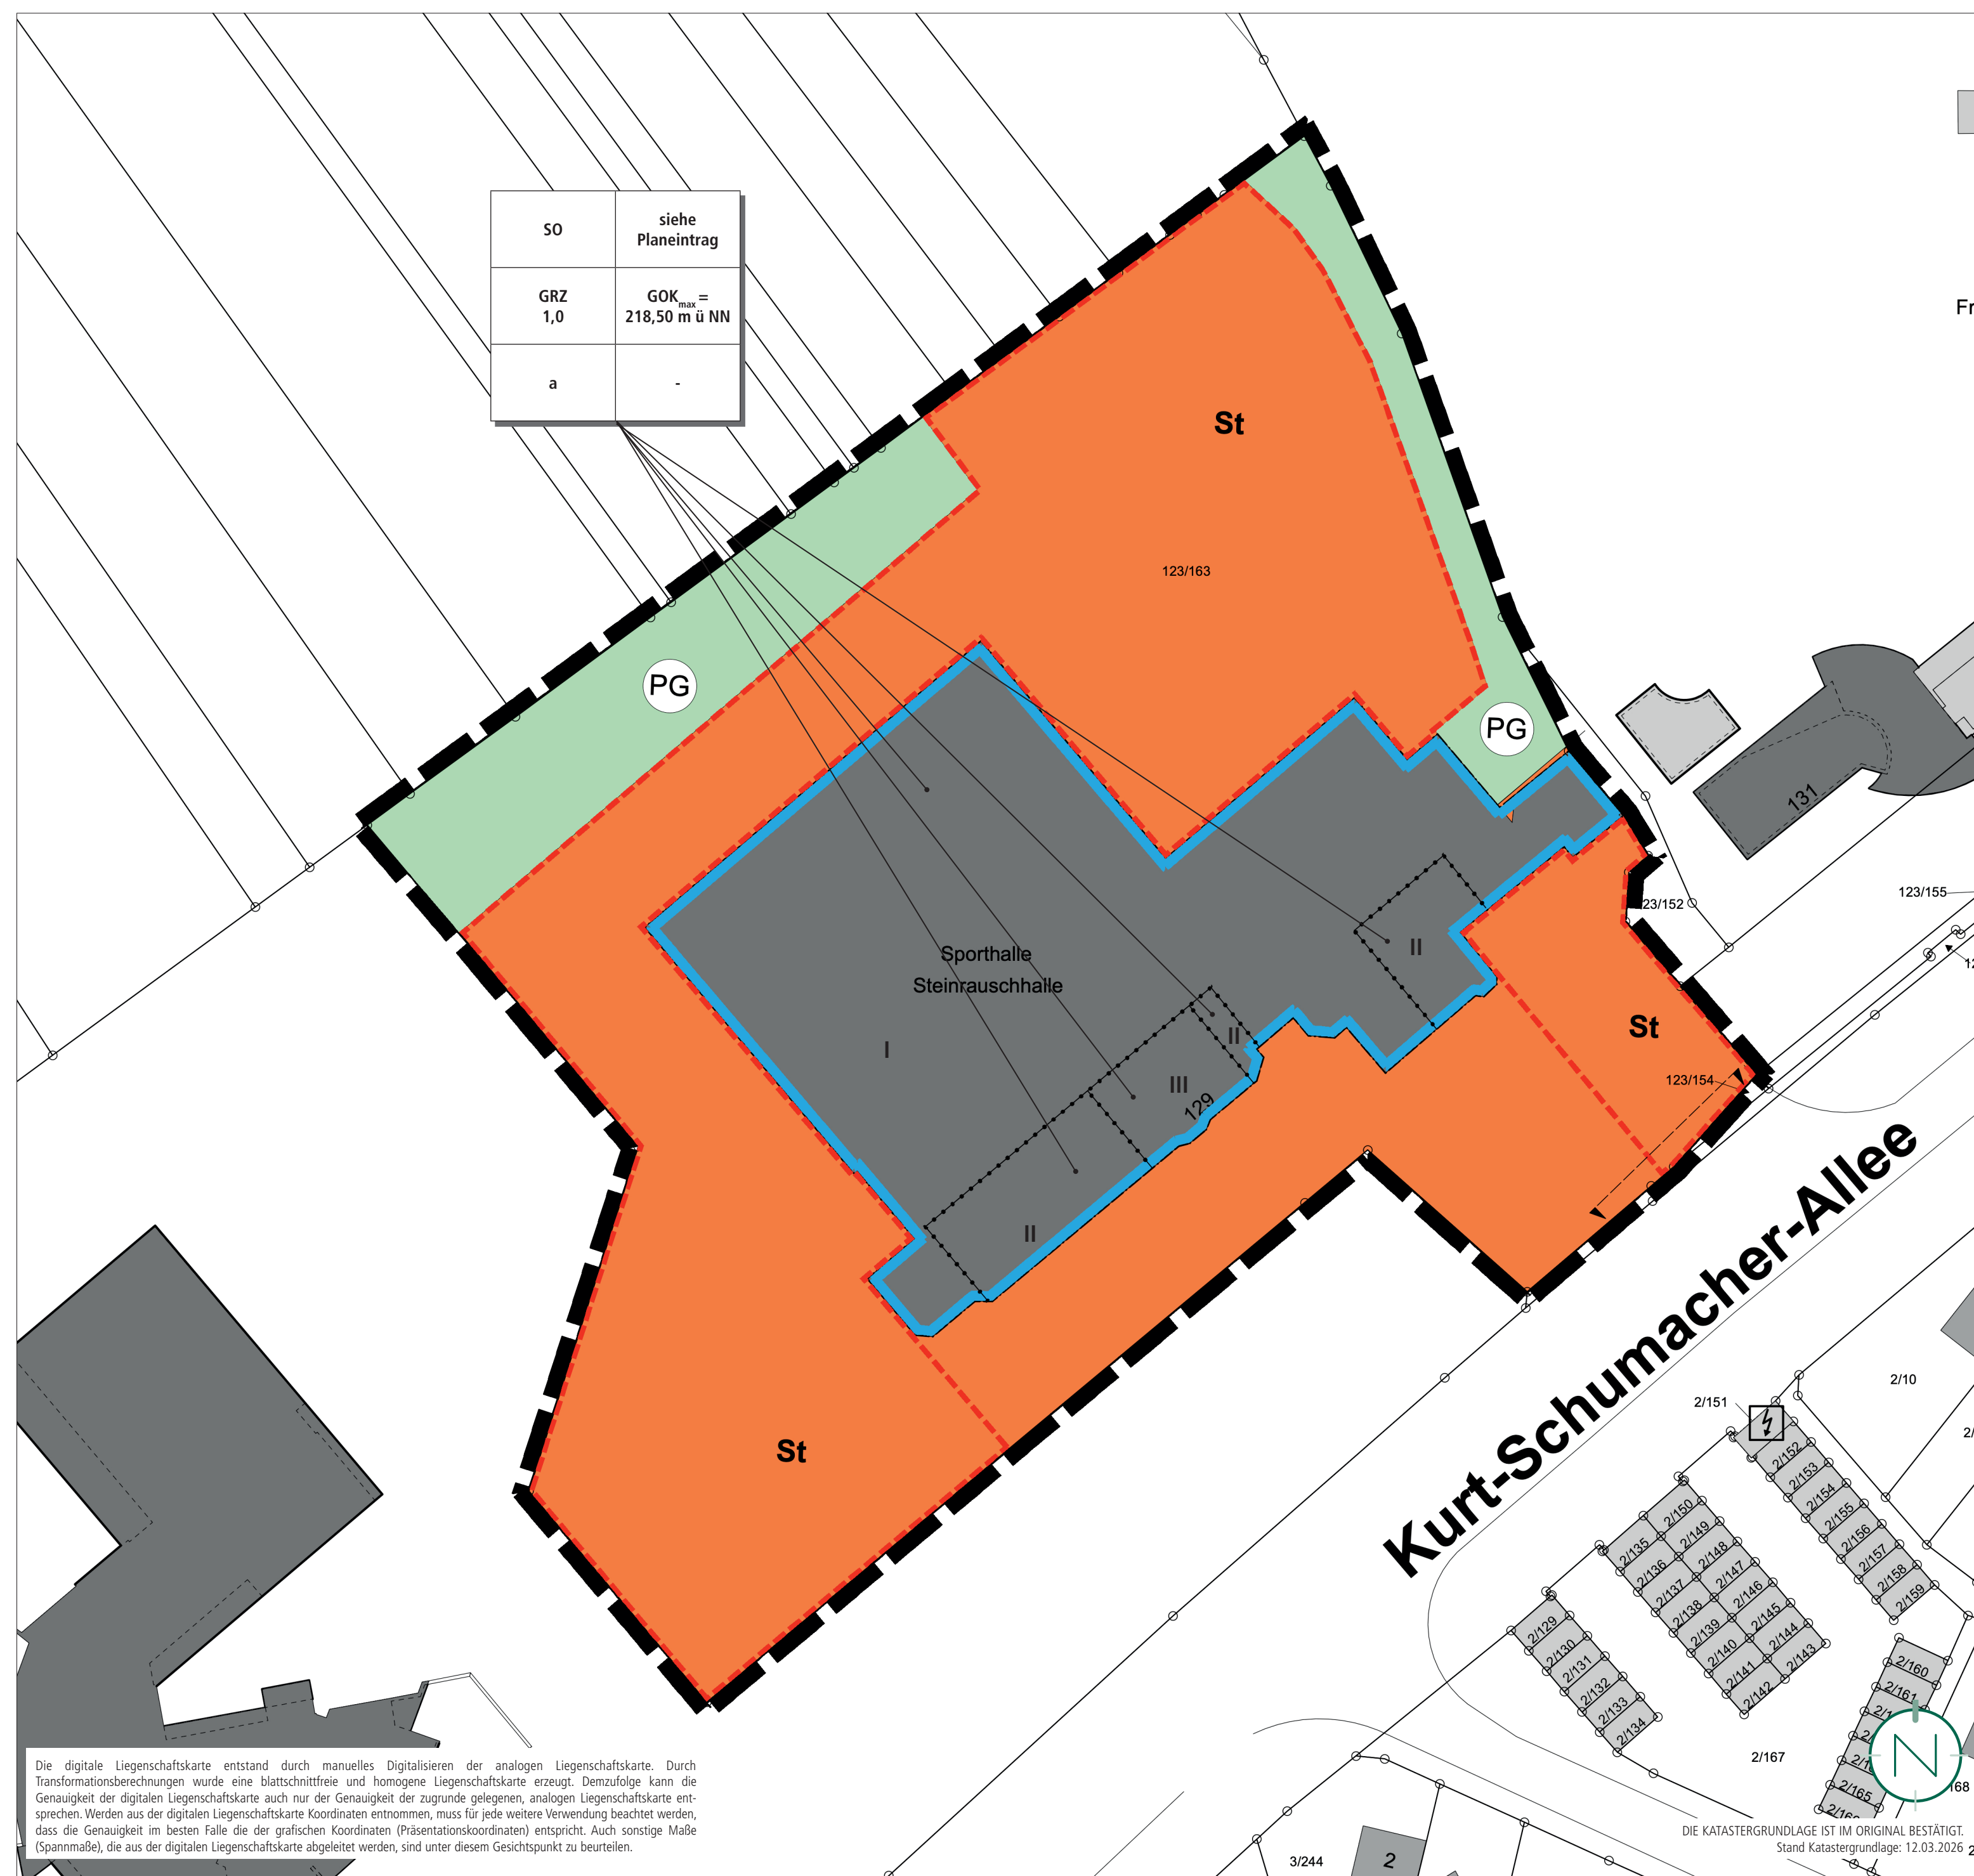 SO
siehe
Planeintrag
GRZ
1,0
GOKmax =
218,50 m ü NN
a
-
Fr
St
123/163
PG
PG
131
123/155
23/152
12
Sporthalle
Steinrauschhalle
II
I
II
III
129
II
St
123/154
Kurt-Schumacher-Allee
St
2/10
2/151
2/
2/152
2/153
2/154
2/155
2/156
2/157
2/158
2/159
2/150
2/149
2/148
2/147
2/146
2/145
2/144
2/143
2/135
2/136
2/137
2/138
2/139
2/140
2/141
2/142
2/129
2/130
2/131
2/132
2/133
2/134
2/160
2/161
2/165
2/167
168
N
3/244
2
Die digitale Liegenschaftskarte entstand durch manuelles Digitalisieren der analogen Liegenschaftskarte. Durch
Transformationsberechnungen wurde eine blattschnittfreie und homogene Liegenschaftskarte erzeugt. Demzufolge kann die
Genauigkeit der digitalen Liegenschaftskarte auch nur der Genauigkeit der zugrunde gelegenen, analogen Liegenschaftskarte ent-
sprechen. Werden aus der digitalen Liegenschaftskarte Koordinaten entnommen, muss für jede weitere Verwendung beachtet werden,
dass die Genauigkeit im besten Falle die der grafischen Koordinaten (Präsentationskoordinaten) entspricht. Auch sonstige Maße
(Spannmaße), die aus der digitalen Liegenschaftskarte abgeleitet werden, sind unter diesem Gesichtspunkt zu beurteilen.
DIE KATASTERGRUNDLAGE IST IM ORIGINAL BESTÄTIGT.
Stand Katastergrundlage: 12.03.2026